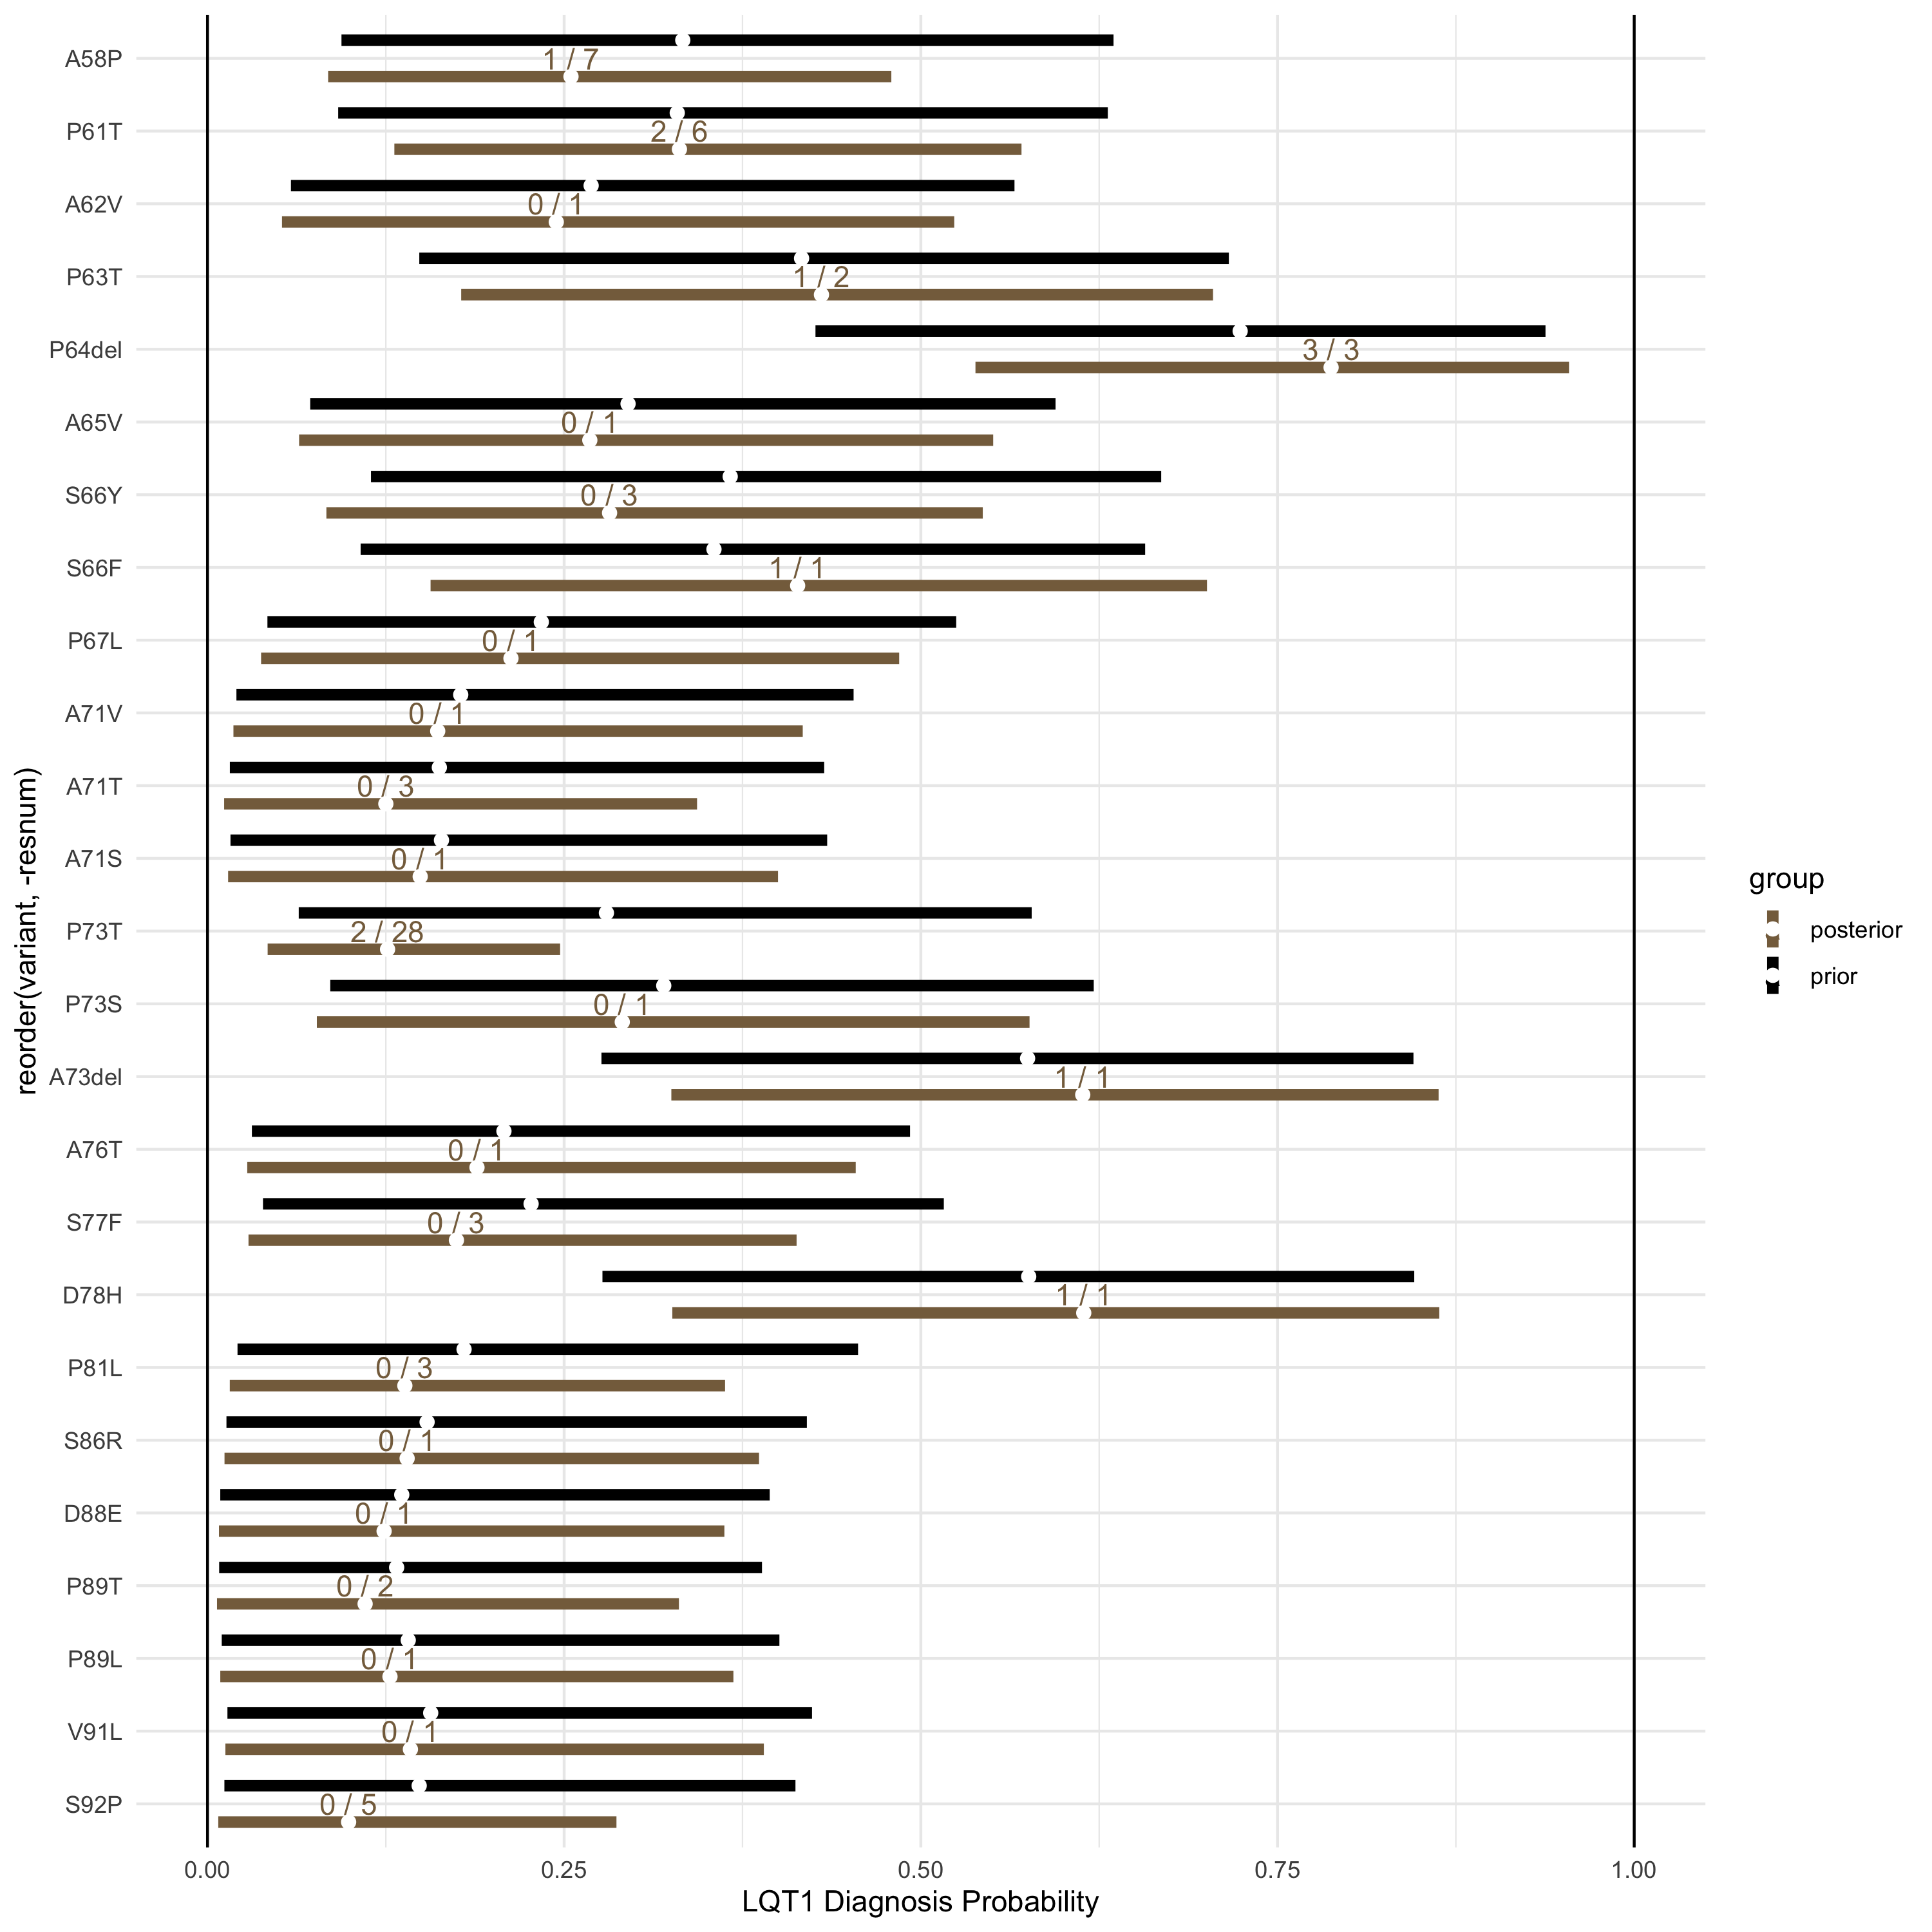 A58P
1 / 7
P61T
2 / 6
A62V
0 / 1
P63T
1 / 2
P64del
3 / 3
A65V
0 / 1
S66Y
0 / 3
S66F
1 / 1
P67L
0 / 1
A71V
0 / 1
A71T
0 / 3
A71S
0 / 1
P73T
2 / 28
P73S
0 / 1
A73del
1 / 1
A76T
0 / 1
S77F
0 / 3
D78H
1 / 1
P81L
0 / 3
S86R
0 / 1
D88E
0 / 1
P89T
0 / 2
P89L
0 / 1
V91L
0 / 1
S92P
0 / 5
reorder(variant, -resnum)
0.00 0.25 0.50 0.75 1.00
LQT1 Diagnosis Probability
group
posterior
prior